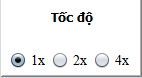 Tốc độ
1x 2x 4x